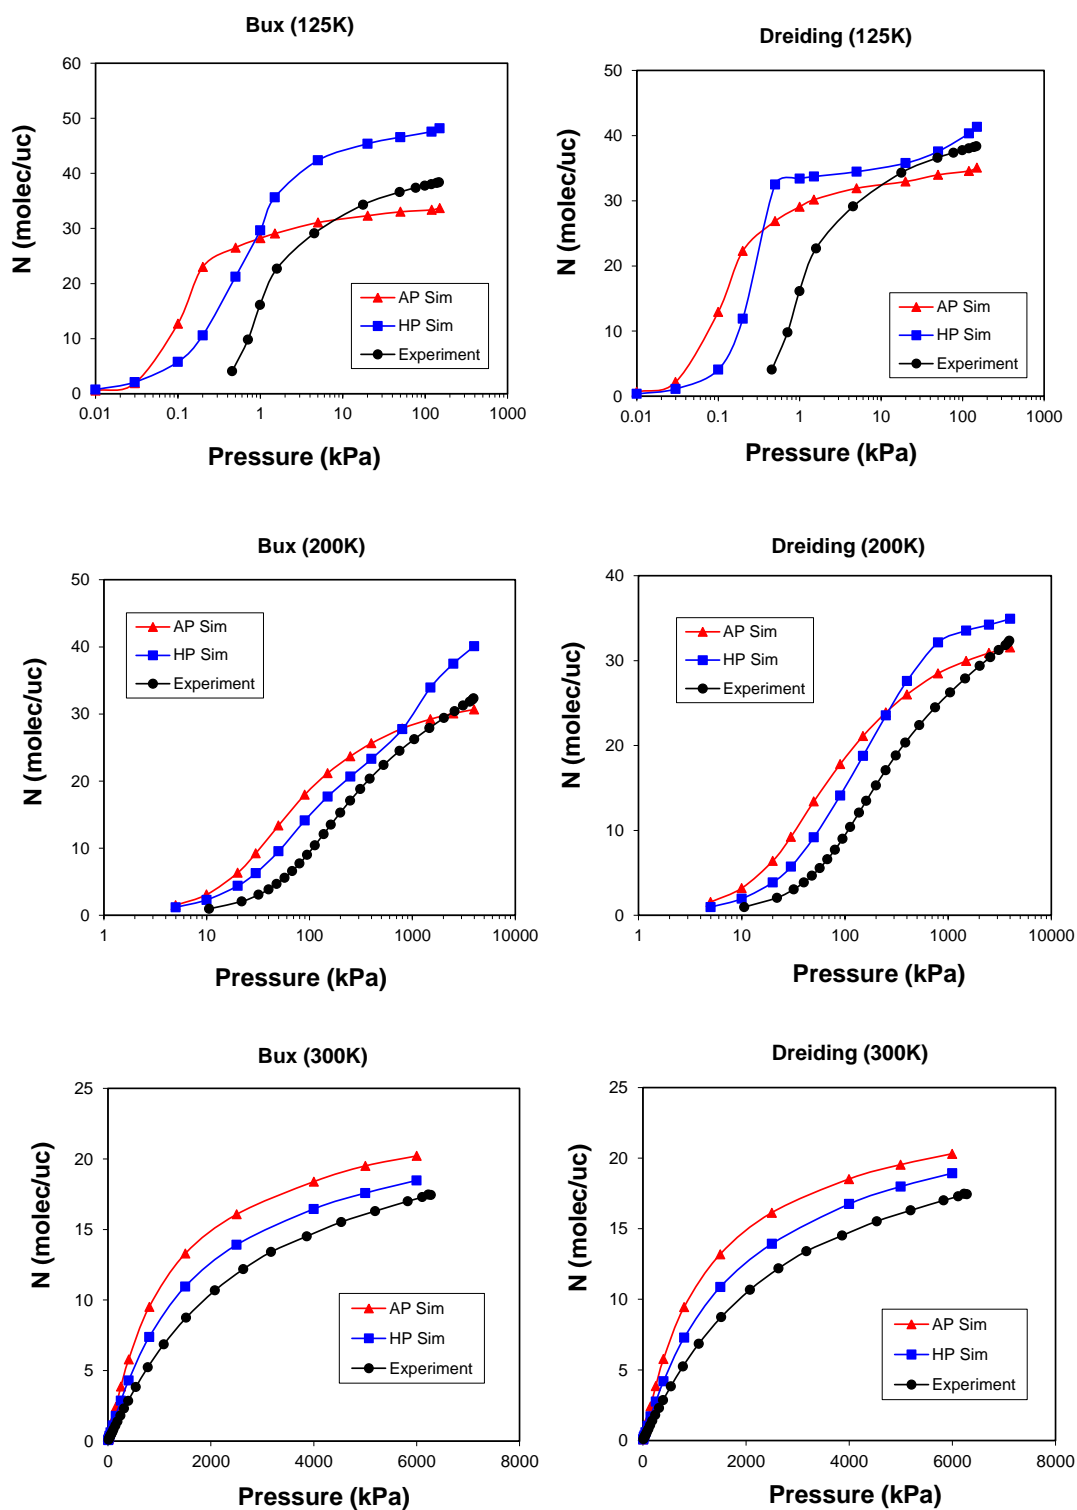 Bux (125K)
60
50
40
30
20
10
0
N (molec/uc)
AP Sim
HP Sim
Experiment
0.01 0.1 1 10 100 1000
Pressure (kPa)
Dreiding (125K)
50
40
30
20
10
0
N (molec/uc)
AP Sim
HP Sim
Experiment
0.01 0.1 1 10 100 1000
Pressure (kPa)
Bux (200K)
50
40
30
20
10
0
N (molec/uc)
AP Sim
HP Sim
Experiment
1 10 100 1000 10000
Pressure (kPa)
Dreiding (200K)
40
30
20
10
0
N (molec/uc)
AP Sim
HP Sim
Experiment
1 10 100 1000 10000
Pressure (kPa)
Bux (300K)
25
20
15
10
5
0
N (molec/uc)
AP Sim
HP Sim
Experiment
0 2000 4000 6000 8000
Pressure (kPa)
Dreiding (300K)
25
20
15
10
5
0
N (molec/uc)
AP Sim
HP Sim
Experiment
0 2000 4000 6000 8000
Pressure (kPa)